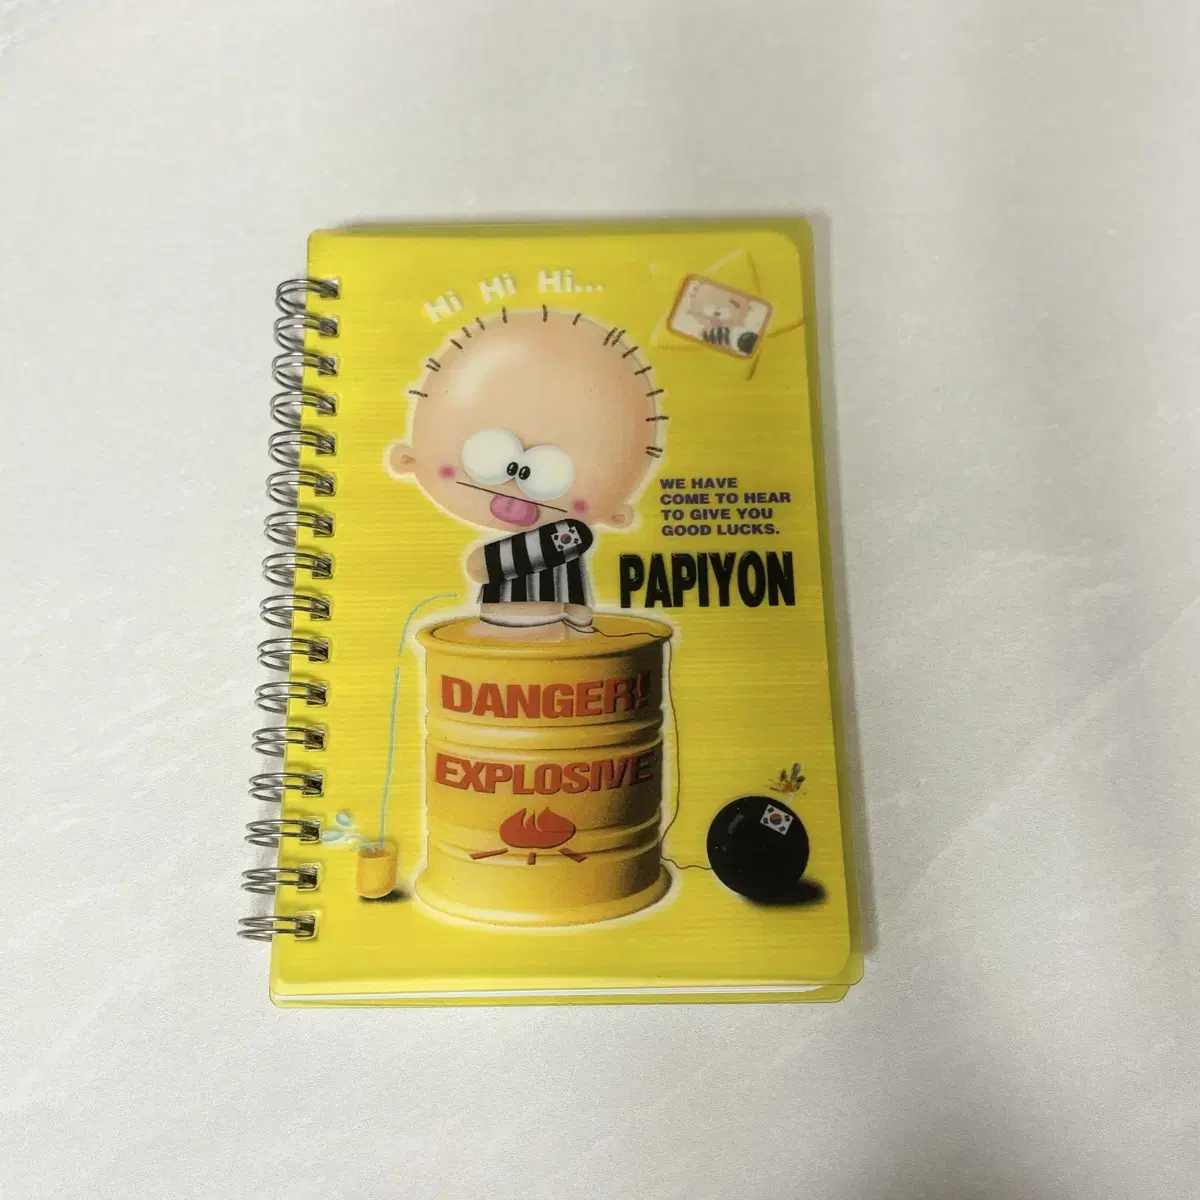 Hi Hi Hi...
WE HAVE
COME TO HEAR
TO GIVE YOU
GOOD LUCKS.
PAPIYON
DANGER!
EXPLOSIVE